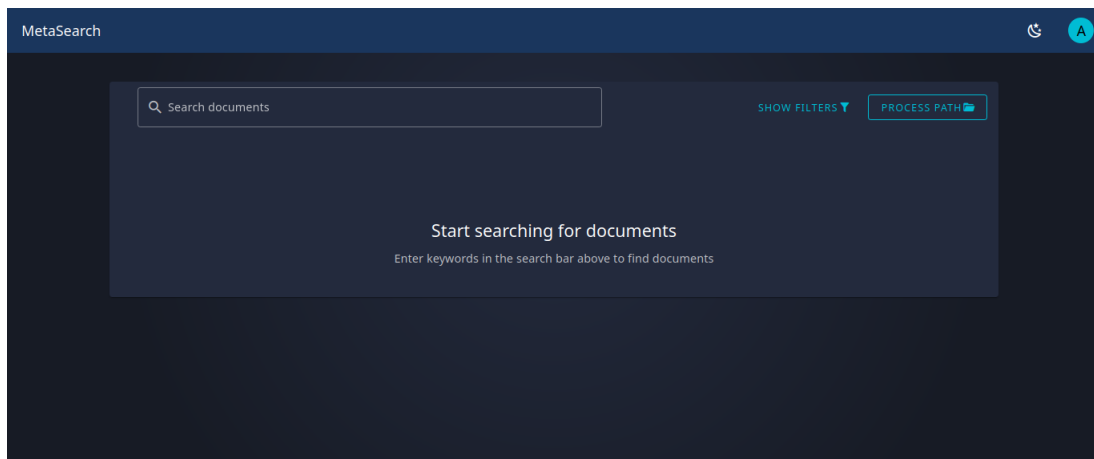 MetaSearch
A
Search documents
SHOW FILTERS
PROCESS PATH
Start searching for documents
Enter keywords in the search bar above to find documents